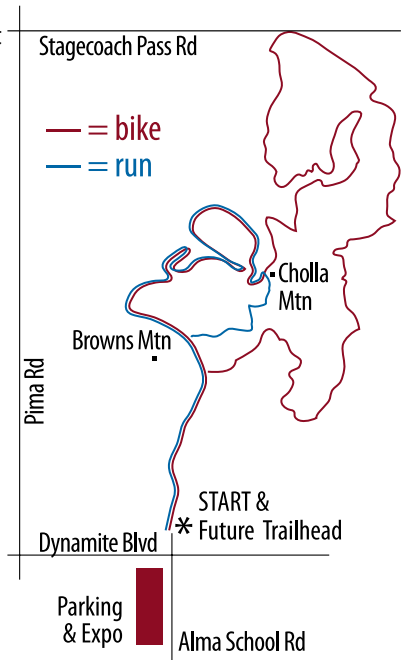 Stagecoach Pass Rd
= bike
= run
Cholla
Mtn
Browns Mtn
Pima Rd
* START &
Future Trailhead
Dynamite Blvd
Parking
& Expo
Alma School Rd